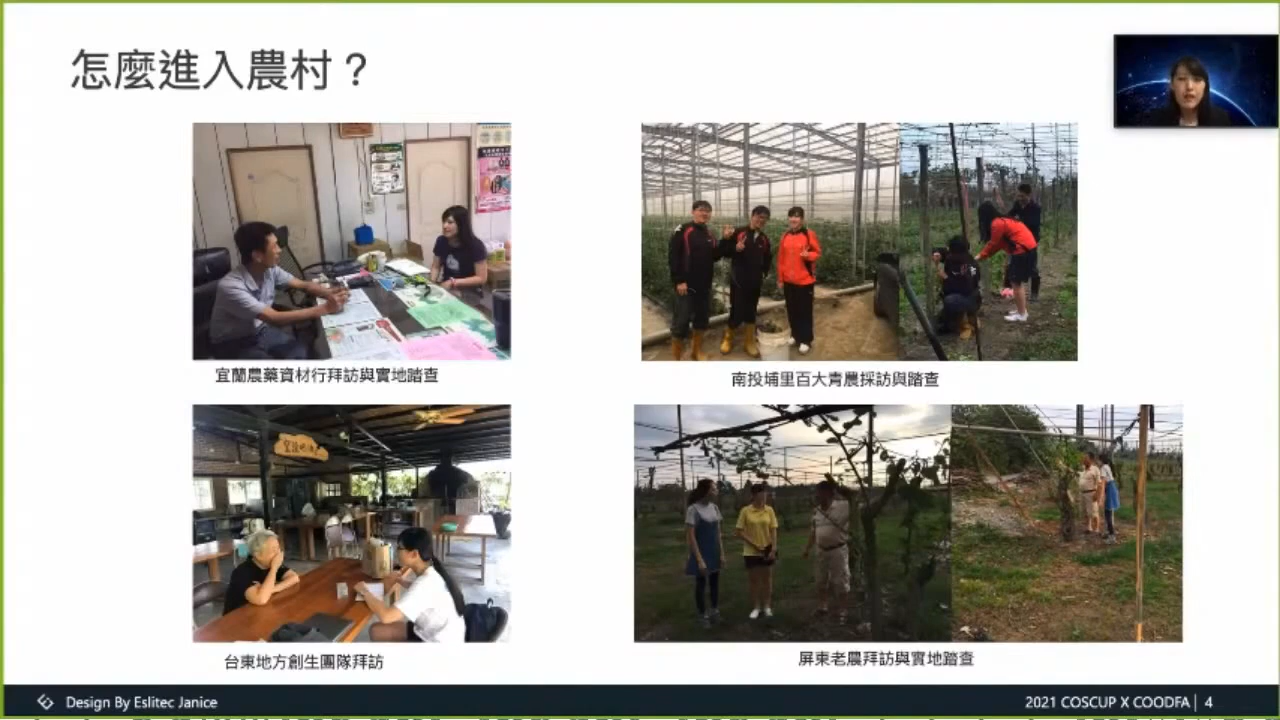 怎麼進入農村？
宜蘭農藥資材行拜訪與實地踏查
南投埔里百大青農採訪與踏查
台東地方創生團隊拜訪
屏東老農拜訪與實地踏查
Design By Eslitec Janice
2021 COSCUP X COODFA| 4